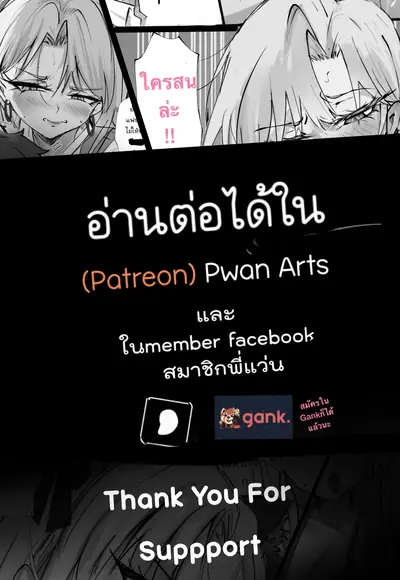 ใครสน
ล่ะ
!!
อ่านต่อได้ใน
(Patreon) Pwan Arts
และ
ในmember facebook
สมาชิกพี่แว่น
gank.
สมัครใน
Gankก็ได้
แล้วนะ
Thank You For
Suppport